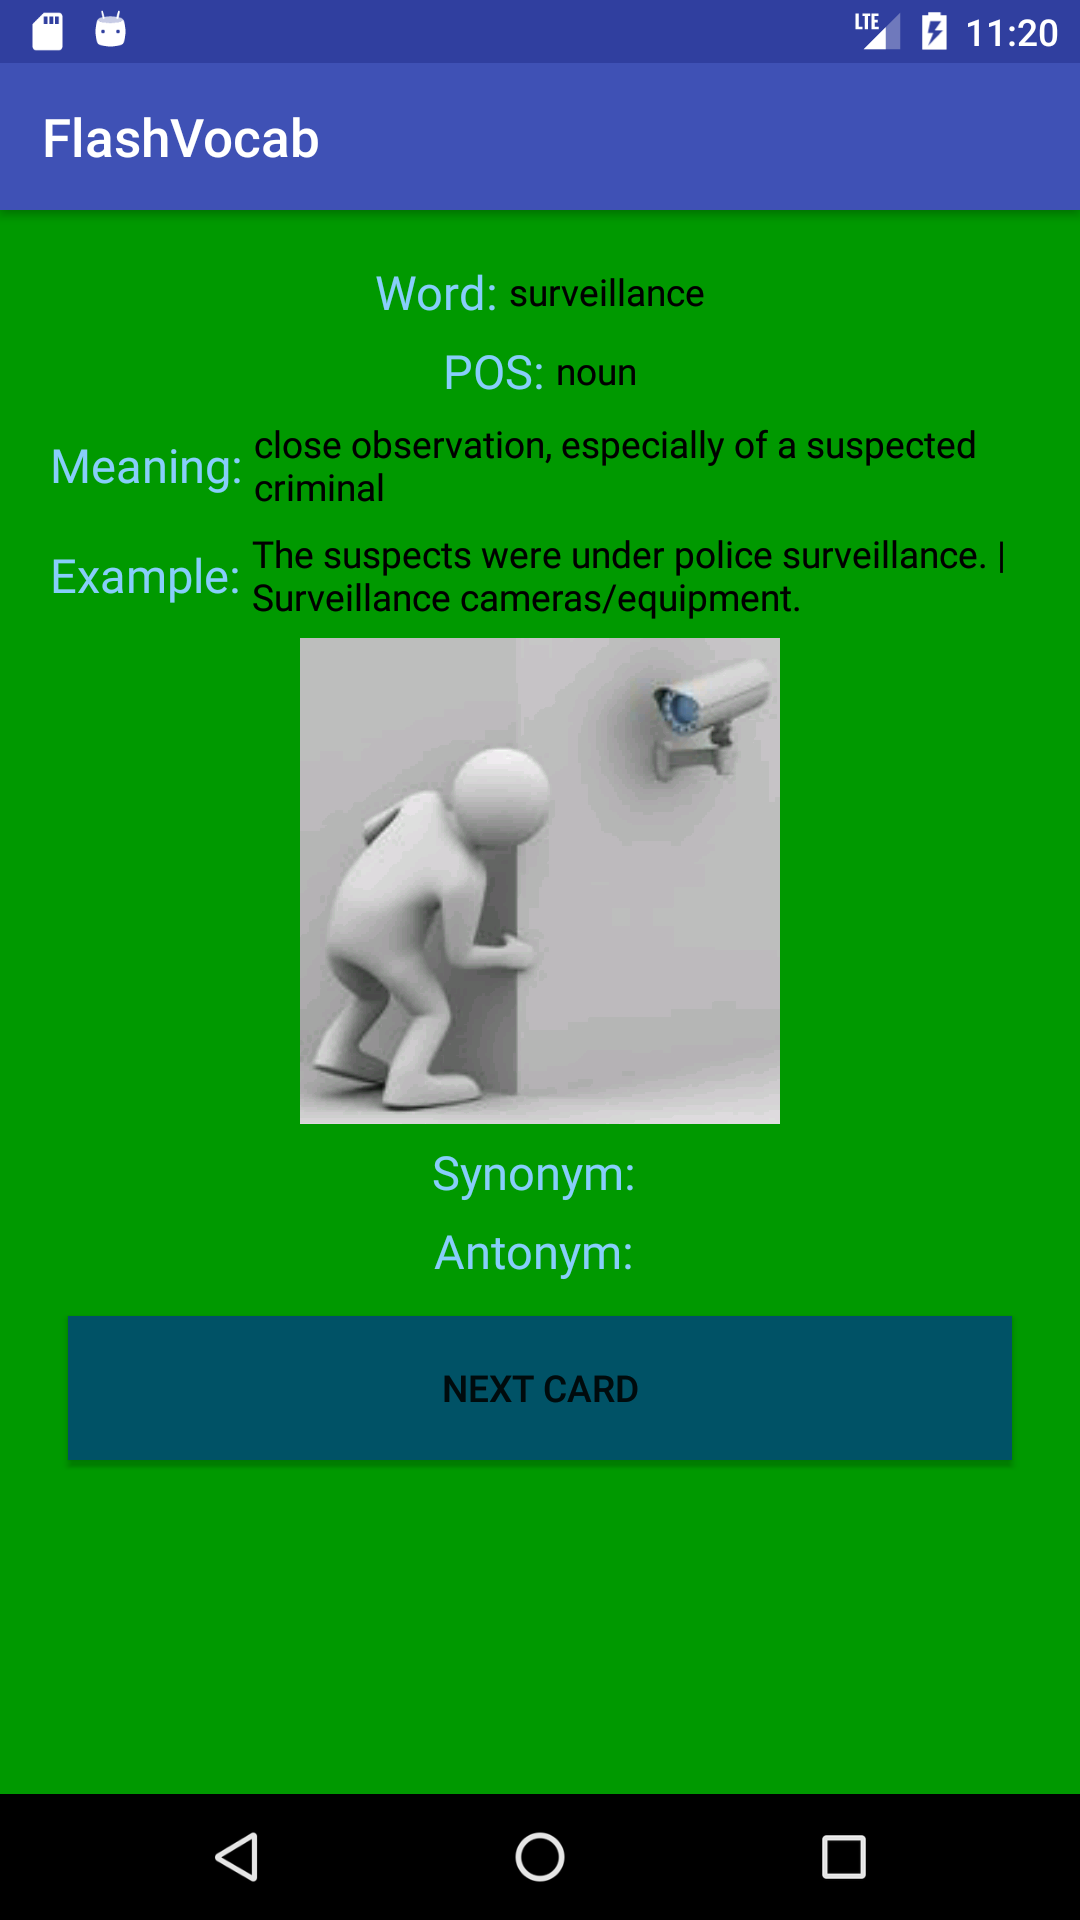 LTE 11:20
FlashVocab
Word: surveillance
POS: noun
Meaning: close observation, especially of a suspected
criminal
Example: The suspects were under police surveillance. |
Surveillance cameras/equipment.
Synonym:
Antonym:
NEXT CARD